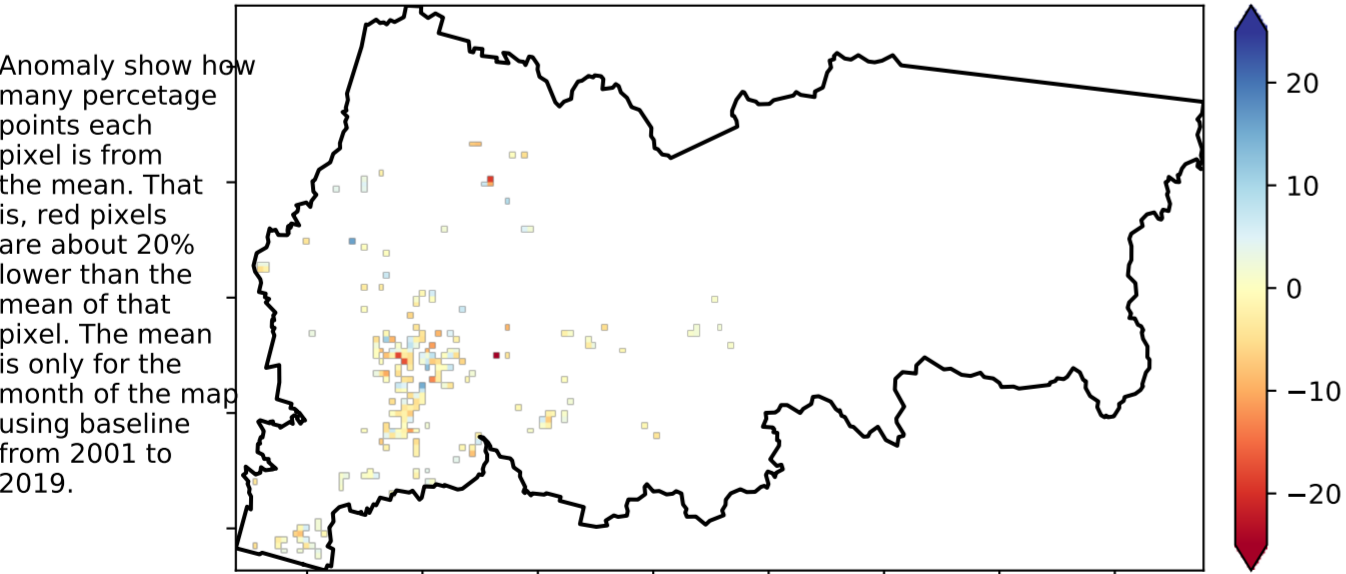 Anomaly show how
many percetage
points each
pixel is from
the mean. That
is, red pixels
are about 20%
lower than the
mean of that
pixel. The mean
is only for the
month of the map
using baseline
from 2001 to
2019.
20
10
0
−10
−20